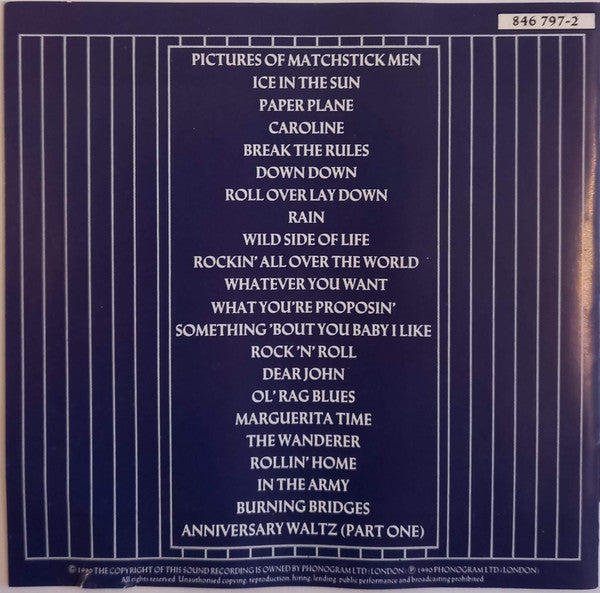 846 797-2
PICTURES OF MATCHSTICK MEN
ICE IN THE SUN
PAPER PLANE
CAROLINE
BREAK THE RULES
DOWN DOWN
ROLL OVER LAY DOWN
RAIN
WILD SIDE OF LIFE
ROCKIN' ALL OVER THE WORLD
WHATEVER YOU WANT
WHAT YOU'RE PROPOSIN'
SOMETHING 'BOUT YOU BABY I LIKE
ROCK 'N' ROLL
DEAR JOHN
OL' RAG BLUES
MARGUERITA TIME
THE WANDERER
ROLLIN' HOME
IN THE ARMY
BURNING BRIDGES
ANNIVERSARY WALTZ (PART ONE)
© 1990 THE COPYRIGHT OF THIS SOUND RECORDING IS OWNED BY PHONOGRAM LTD (LONDON) ℗ 1990 PHONOGRAM LTD (LONDON)
All rights reserved. Unauthorised copying, reproduction, hiring, lending, public performance and broadcasting prohibited